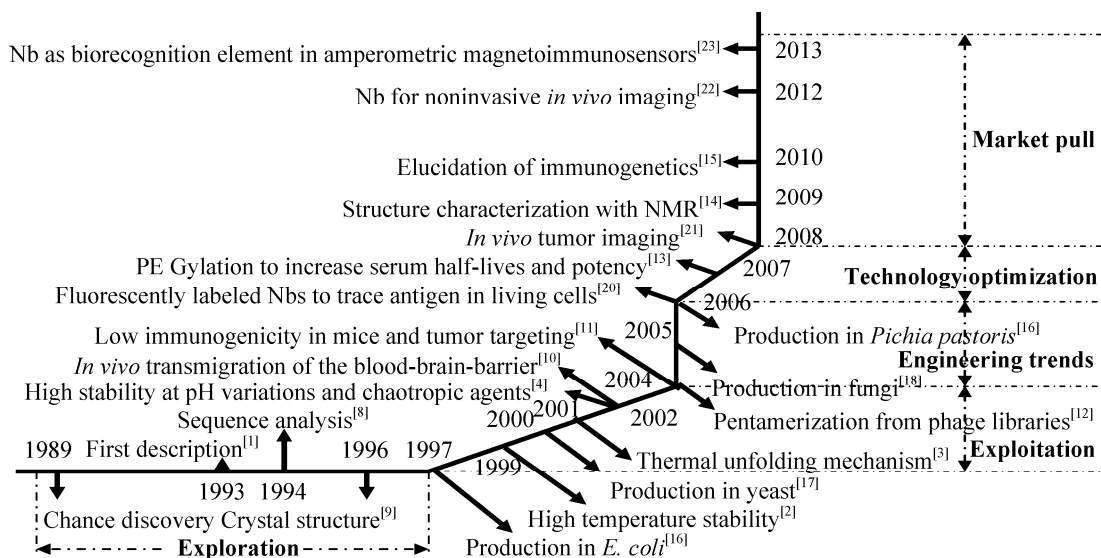 Nb as biorecognition element in amperometric magnetoimmunosensors[23]
2013
Nb for noninvasive in vivo imaging[22]
2012
Market pull
Elucidation of immunogenetics[15]
2010
Structure characterization with NMR[14]
2009
In vivo tumor imaging[21]
2008
PE Gylation to increase serum half-lives and potency[13]
2007
Technology optimization
Fluorescently labeled Nbs to trace antigen in living cells[20]
2006
Low immunogenicity in mice and tumor targeting[11]
2005
Production in Pichia pastoris[16]
In vivo transmigration of the blood-brain-barrier[10]
2004
Engineering trends
Production in fungi[18]
High stability at pH variations and chaotropic agents[4]
Sequence analysis[8]
2000
2001
2002
Pentamerization from phage libraries[12]
1989
First description[1]
1996
1997
Exploitation
1999
Thermal unfolding mechanism[3]
1993
1994
Production in yeast[17]
Chance discovery Crystal structure[9]
High temperature stability[2]
Exploration
Production in E. coli[16]